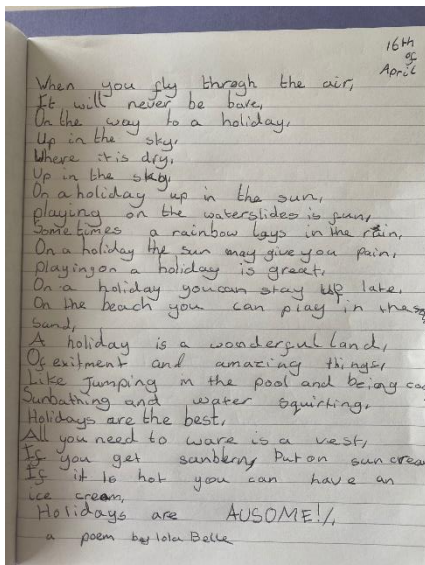 16th
of
April
When you fly throgh the air,
It will never be bare,
On the way to a holiday,
Up in the sky,
Where it is dry,
Up in the sky,
On a holiday up in the sun,
playing on the waterslides is fun,
Sometimes a rainbow lays in the rain,
On a holiday the sun may give you pain,
playing on a holiday is great,
On a holiday you can stay up late,
On the beach you can play in the
sand,
A holiday is a wonderful land,
Of exitment and amazing things,
Like Jumping in the pool and being
Sunbathing and water squirting,
Holidays are the best,
All you need to ware is a vest,
If you get put on sun crea
If it to hot you can have an
ice cream,
Holidays are AUSOME!
a poem by lola Belle